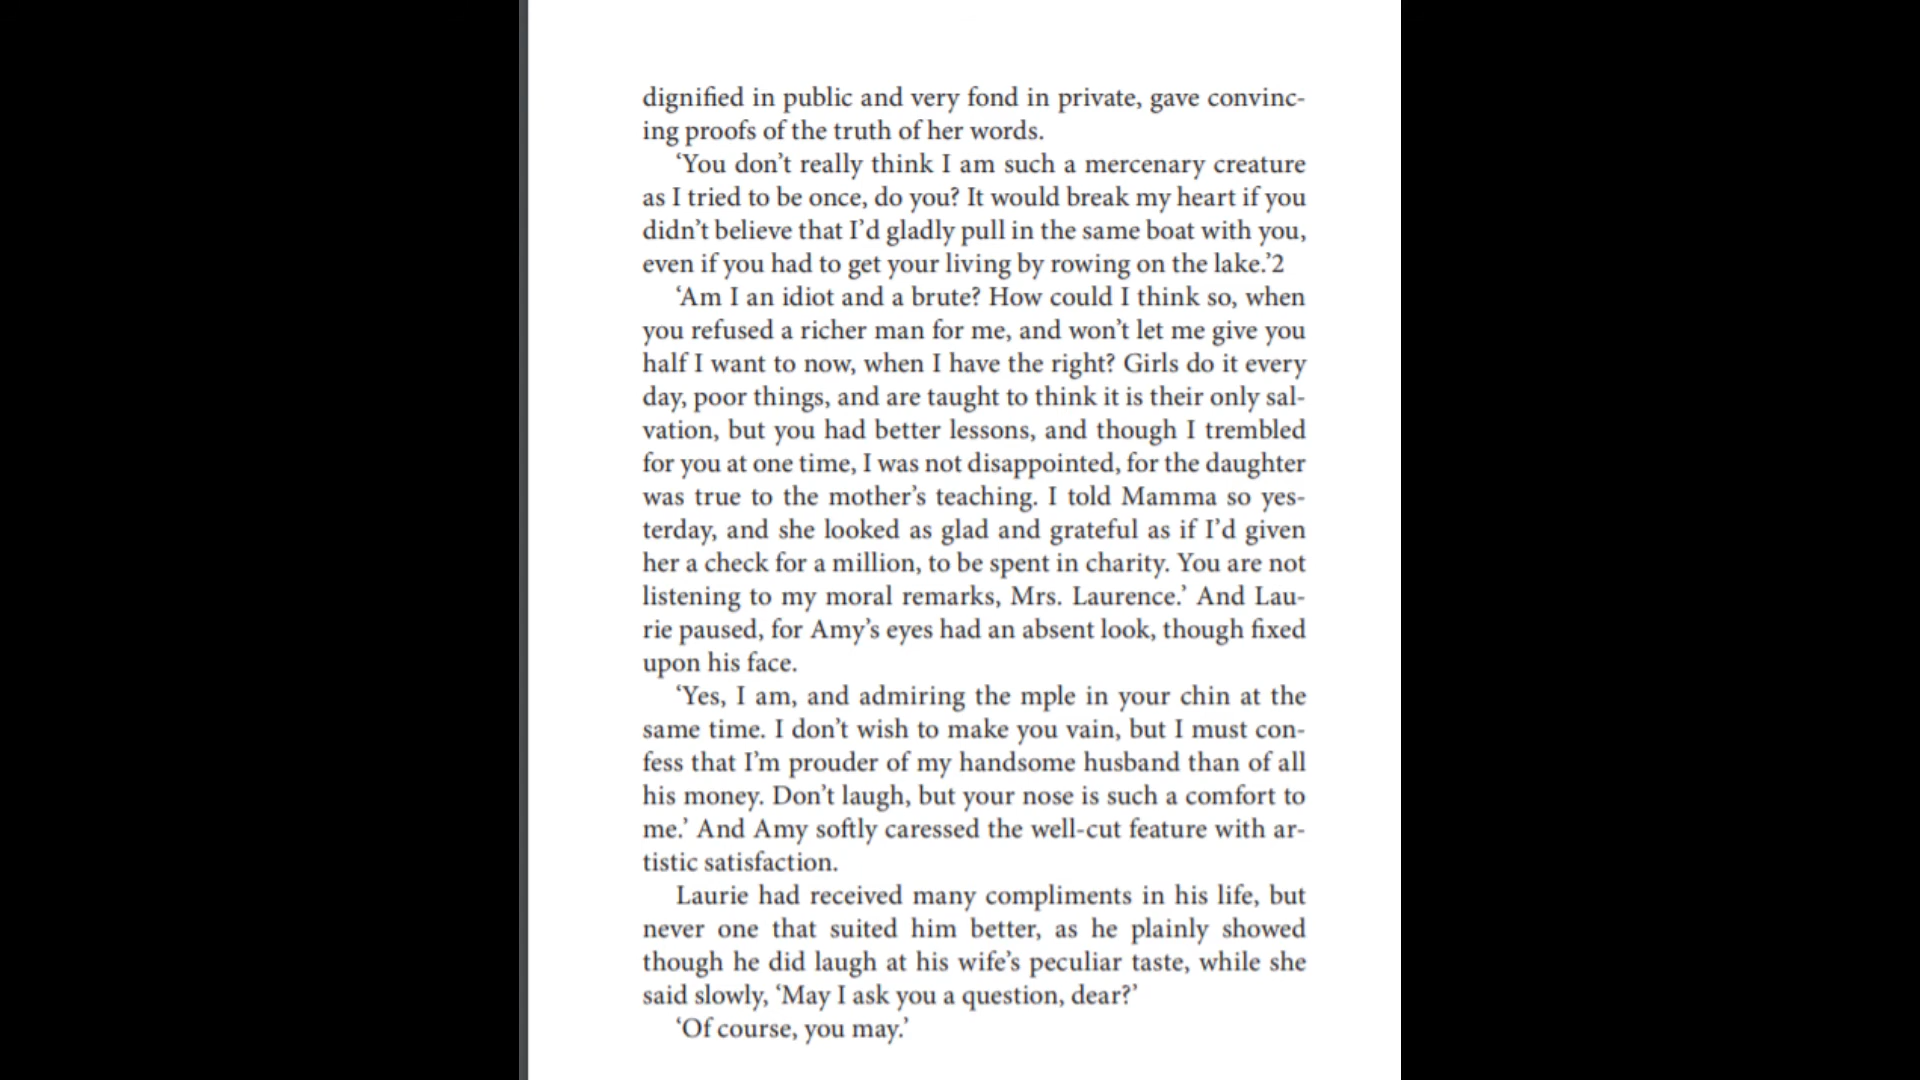 dignified in public and very fond in private, gave convinc-
ing proofs of the truth of her words.
‘You don’t really think I am such a mercenary creature
as I tried to be once, do you? It would break my heart if you
didn’t believe that I’d gladly pull in the same boat with you,
even if you had to get your living by rowing on the lake.’2
‘Am I an idiot and a brute? How could I think so, when
you refused a richer man for me, and won’t let me give you
half I want to now, when I have the right? Girls do it every
day, poor things, and are taught to think it is their only sal-
vation, but you had better lessons, and though I trembled
for you at one time, I was not disappointed, for the daughter
was true to the mother’s teaching. I told Mamma so yes-
terday, and she looked as glad and grateful as if I’d given
her a check for a million, to be spent in charity. You are not
listening to my moral remarks, Mrs. Laurence.’ And Lau-
rie paused, for Amy’s eyes had an absent look, though fixed
upon his face.
‘Yes, I am, and admiring the mple in your chin at the
same time. I don’t wish to make you vain, but I must con-
fess that I’m prouder of my handsome husband than of all
his money. Don’t laugh, but your nose is such a comfort to
me.’ And Amy softly caressed the well-cut feature with ar-
tistic satisfaction.
Laurie had received many compliments in his life, but
never one that suited him better, as he plainly showed
though he did laugh at his wife’s peculiar taste, while she
said slowly, ‘May I ask you a question, dear?’
‘Of course, you may.’